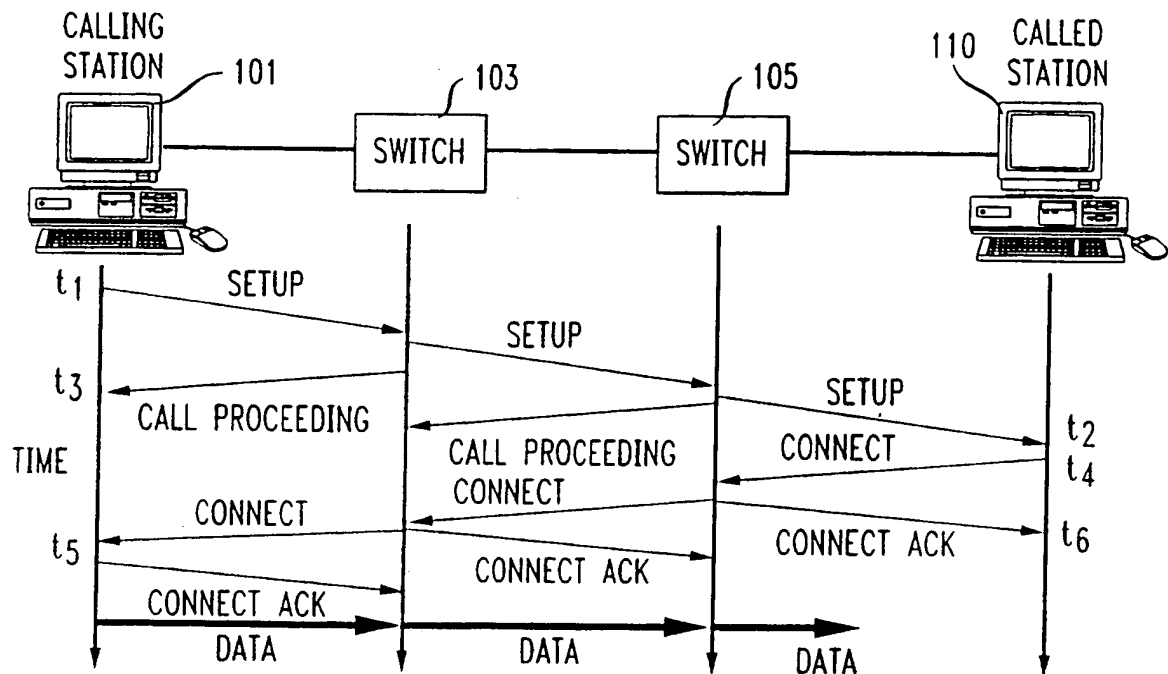 CALLING
STATION
101
103
105
110
CALLED
STATION
SWITCH
SWITCH
t1
SETUP
SETUP
t3
CALL PROCEEDING
SETUP
t2
TIME
CALL PROCEEDING
CONNECT
t4
CONNECT
CONNECT
t5
CONNECT ACK
CONNECT ACK
t6
CONNECT ACK
DATA
DATA
DATA